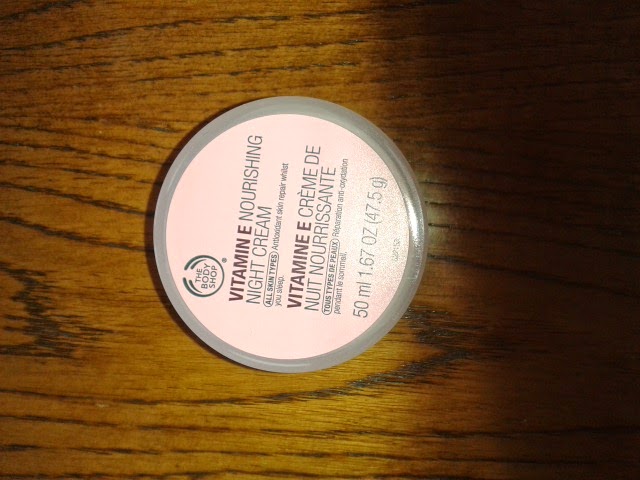 THE
BODY
SHOP
®
VITAMIN E NOURISHING
NIGHT CREAM
(ALL SKIN TYPES) Antioxidant skin repair whilst
you sleep.
VITAMINE E CRÈME DE
NUIT NOURRISSANTE
(TOUS TYPES DE PEAUX) Réparation anti-oxydation
pendant le sommeil.
50 ml 1.67 OZ (47.5 g)